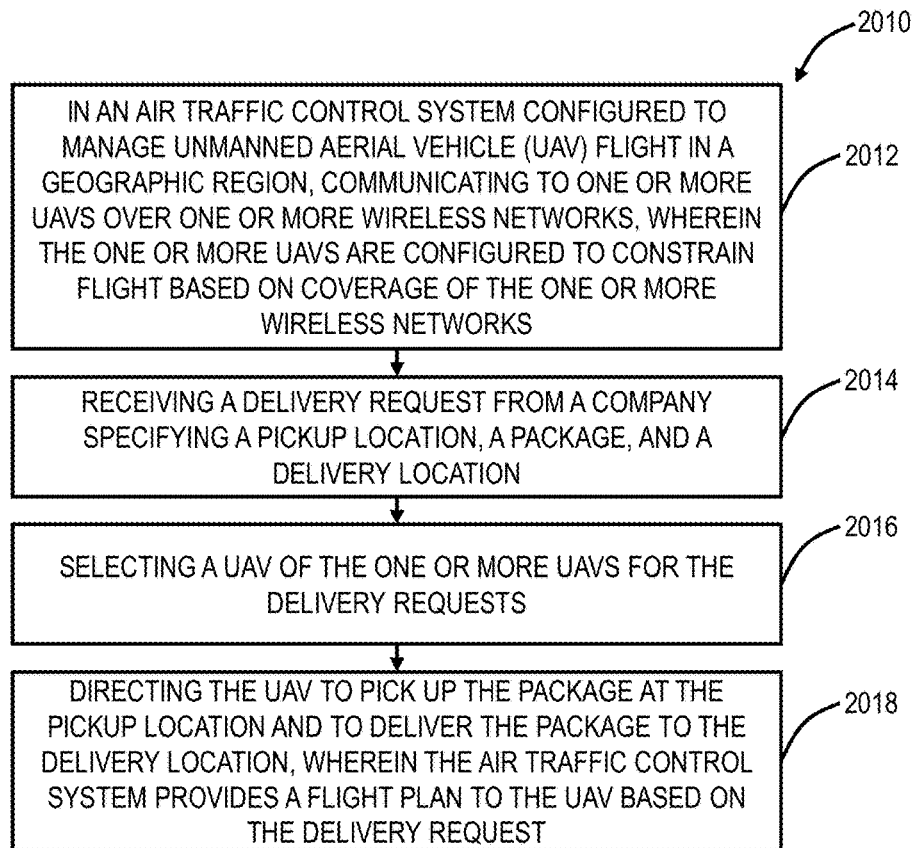 2010
IN AN AIR TRAFFIC CONTROL SYSTEM CONFIGURED TO
MANAGE UNMANNED AERIAL VEHICLE (UAV) FLIGHT IN A
GEOGRAPHIC REGION, COMMUNICATING TO ONE OR MORE
UAVS OVER ONE OR MORE WIRELESS NETWORKS, WHEREIN
THE ONE OR MORE UAVS ARE CONFIGURED TO CONSTRAIN
FLIGHT BASED ON COVERAGE OF THE ONE OR MORE
WIRELESS NETWORKS
2012
RECEIVING A DELIVERY REQUEST FROM A COMPANY
SPECIFYING A PICKUP LOCATION, A PACKAGE, AND A
DELIVERY LOCATION
2014
SELECTING A UAV OF THE ONE OR MORE UAVS FOR THE
DELIVERY REQUESTS
2016
DIRECTING THE UAV TO PICK UP THE PACKAGE AT THE
PICKUP LOCATION AND TO DELIVER THE PACKAGE TO THE
DELIVERY LOCATION, WHEREIN THE AIR TRAFFIC CONTROL
SYSTEM PROVIDES A FLIGHT PLAN TO THE UAV BASED ON
THE DELIVERY REQUEST
2018